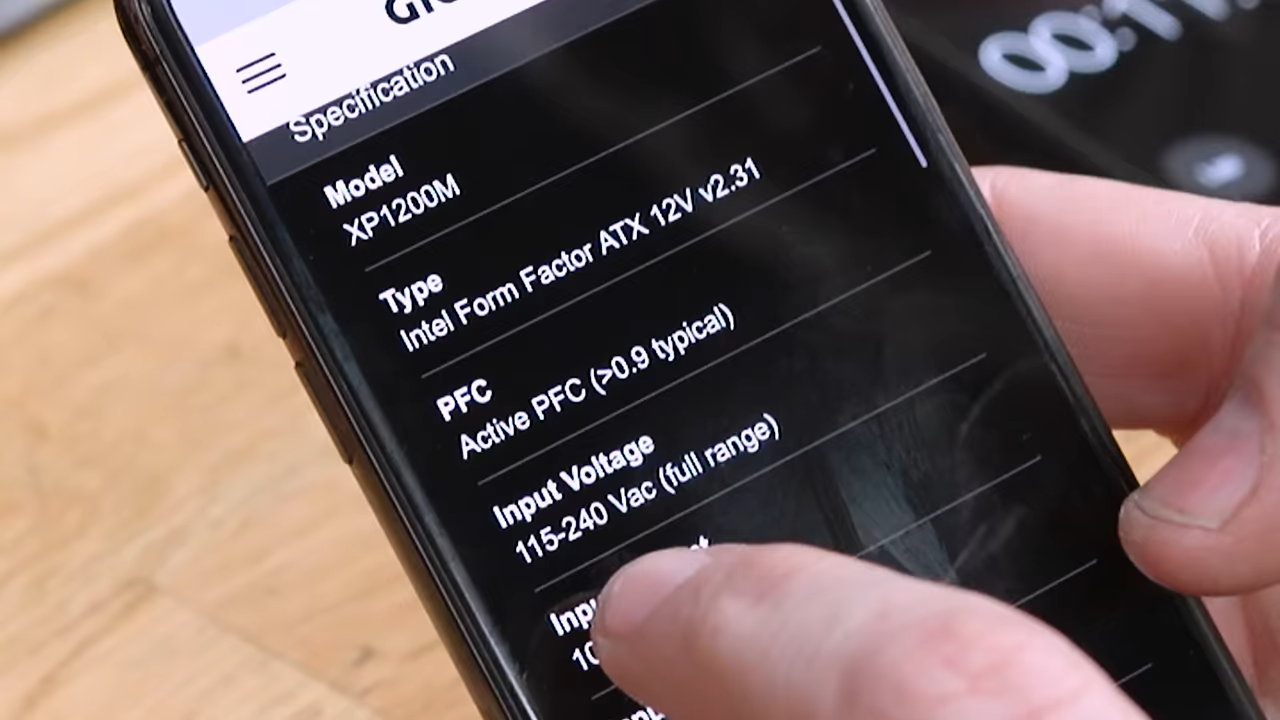 Specification
Model
XP1200M
Type
Intel Form Factor ATX 12V v2.31
PFC
Active PFC (>0.9 typical)
Input Voltage
115-240 Vac (full range)